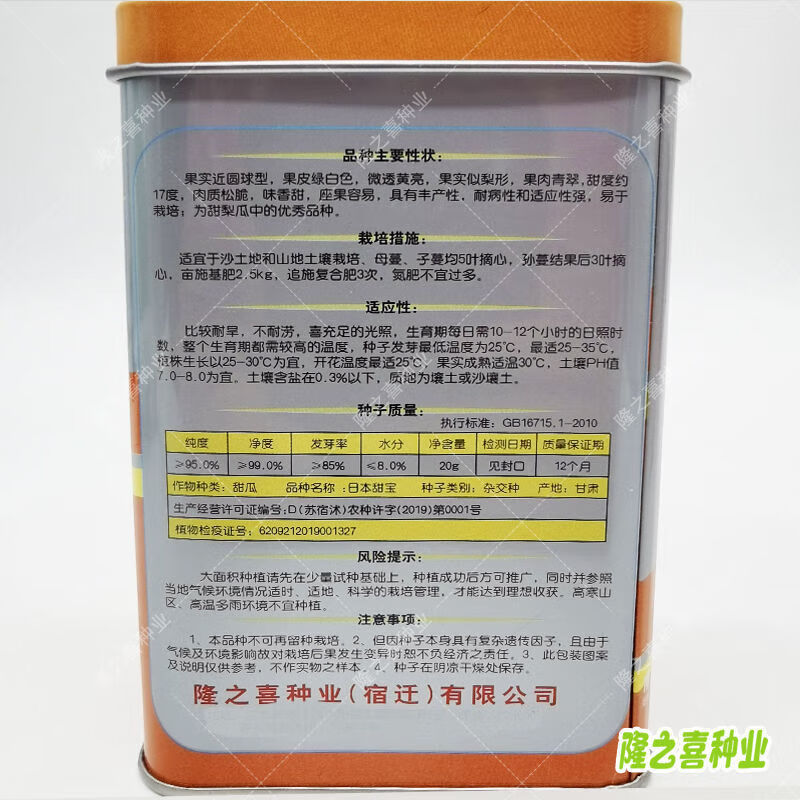 品种主要性状:
果实近圆球型，果皮绿白色，微透黄亮，果实似梨形，果肉青翠,甜度约
17度，肉质松脆，味香甜，座果容易，具有丰产性，耐病性和适应性强，易于
栽培；为甜梨瓜中的优秀品种。
栽培措施:
适宜于沙土地和山地土壤栽培、母蔓、子蔓均5叶摘心，孙蔓结果后3叶摘
心，亩施基肥2.5kg，追施复合肥3次，氮肥不宜过多。
适应性:
比较耐旱，不耐涝，喜充足的光照，生育期每日需10-12个小时的日照时
数，整个生育期都需较高的温度，种子发芽最低温度为25℃，最适25-35℃，
植株生长以25-30℃为宜，开花温度最适25℃，果实成熟适温30℃，土壤PH值
7.0-8.0为宜。土壤含盐在0.3%以下，质地为壤土或沙壤土。
种子质量:
执行标准：GB16715.1-2010
纯度 净度 发芽率 水分 净含量 检测日期 质量保证期
≥95.0% ≥99.0% ≥85% ≤8.0% 20g 见封口 12个月
作物种类：甜瓜 品种名称：日本甜宝 种子类别：杂交种 产地：甘肃
生产经营许可证编号：D(苏宿沭)农种许字(2019)第0001号
植物检疫证号：6209212019001327
风险提示:
大面积种植请先在少量试种基础上，种植成功后方可推广，同时并参照
当地气候环境情况适时、适地、科学的栽培管理，才能达到理想收获。高寒山
区、高温多雨环境不宜种植。
注意事项:
1、本品种不可再留种栽培。2、但因种子本身具有复杂遗传因子，且由于
气候及环境影响故对栽培后果发生变异时恕不负经济之责任。3、此包装图案
及说明仅供参考，不作实物之样本。4、种子在阴凉干燥处保存。
隆之喜种业(宿迁)有限公司
隆之喜种业